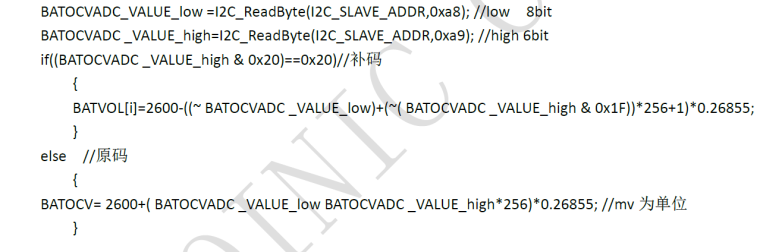 BATOCVADC_VALUE_low =I2C_ReadByte(I2C_SLAVE_ADDR,0xa8); //low 8bit
BATOCVADC _VALUE_high=I2C_ReadByte(I2C_SLAVE_ADDR,0xa9); //high 6bit
if((BATOCVADC _VALUE_high & 0x20)==0x20)//补码
{
BATVOL[i]=2600-((~ BATOCVADC _VALUE_low)+(~( BATOCVADC _VALUE_high & 0x1F))*256+1)*0.26855;
}
else //原码
{
BATOCV= 2600+( BATOCVADC _VALUE_low BATOCVADC _VALUE_high*256)*0.26855; //mv 为单位
}